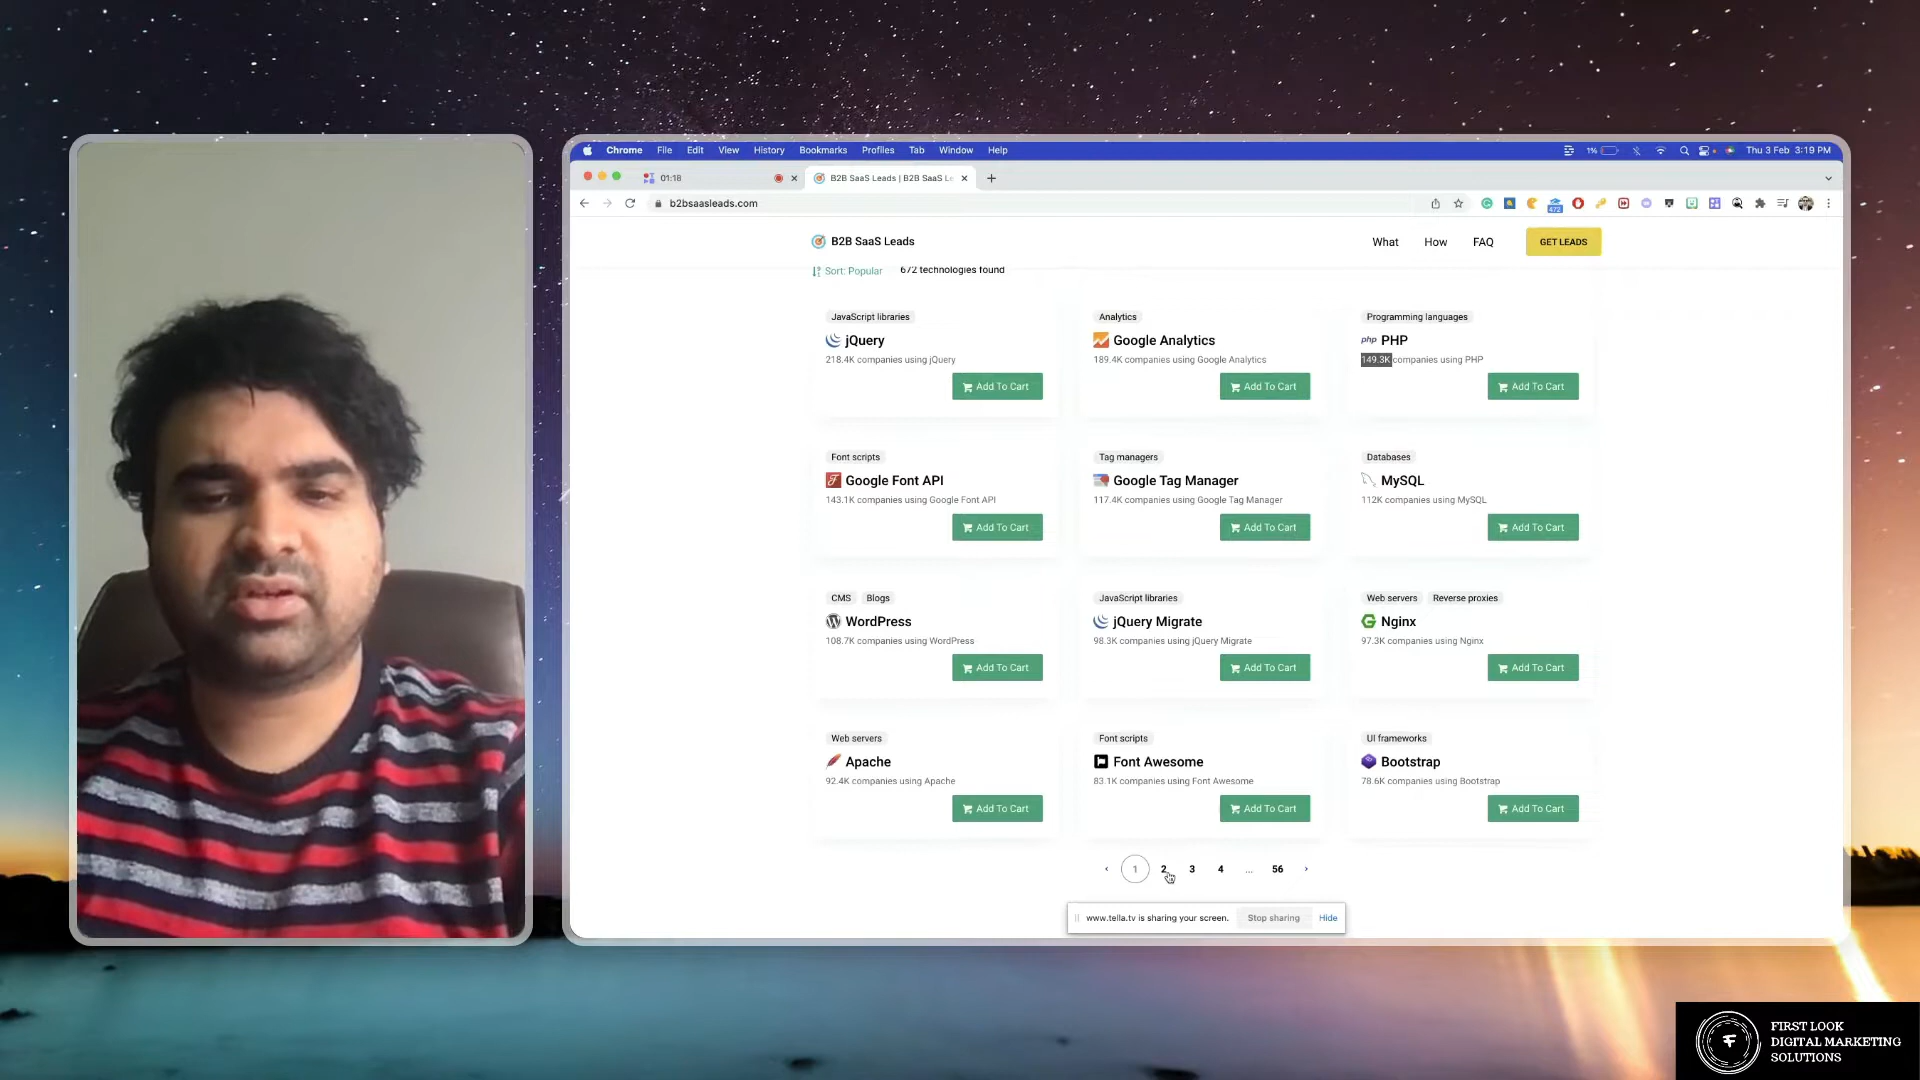 Chrome File Edit View History Bookmarks Profiles Tab Window Help 1% Thu 3 Feb 3:19 PM
01:18 B2B SaaS Leads | B2B SaaS Le
b2bsaasleads.com 472
B2B SaaS Leads What How FAQ GET LEADS
Sort: Popular 672 technologies found
JavaScript libraries Analytics Programming languages
jQuery Google Analytics php PHP
218.4K companies using jQuery 189.4K companies using Google Analytics 149.3K companies using PHP
Add To Cart Add To Cart Add To Cart
Font scripts Tag managers Databases
Google Font API Google Tag Manager MySQL
143.1K companies using Google Font API 117.4K companies using Google Tag Manager 112K companies using MySQL
Add To Cart Add To Cart Add To Cart
CMS Blogs JavaScript libraries Web servers Reverse proxies
WordPress jQuery Migrate Nginx
108.7K companies using WordPress 98.3K companies using jQuery Migrate 97.3K companies using Nginx
Add To Cart Add To Cart Add To Cart
Web servers Font scripts UI frameworks
Apache Font Awesome Bootstrap
92.4K companies using Apache 83.1K companies using Font Awesome 78.6K companies using Bootstrap
Add To Cart Add To Cart Add To Cart
‹ 1 2 3 4 ... 56 ›
www.tella.tv is sharing your screen. Stop sharing Hide
FIRST LOOK
DIGITAL MARKETING
SOLUTIONS